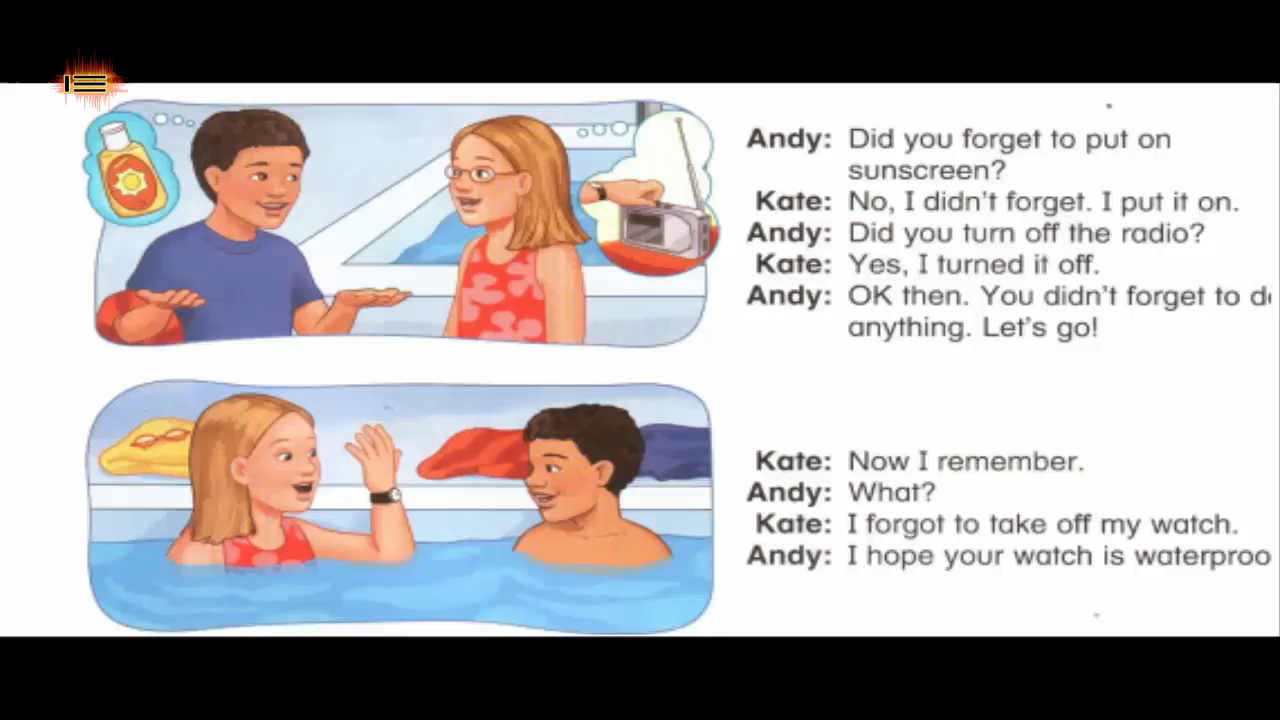 Andy: Did you forget to put on
sunscreen?
Kate: No, I didn't forget. I put it on.
Andy: Did you turn off the radio?
Kate: Yes, I turned it off.
Andy: OK then. You didn't forget to
anything. Let's go!
Kate: Now I remember.
Andy: What?
Kate: I forgot to take off my watch.
Andy: I hope your watch is waterproo